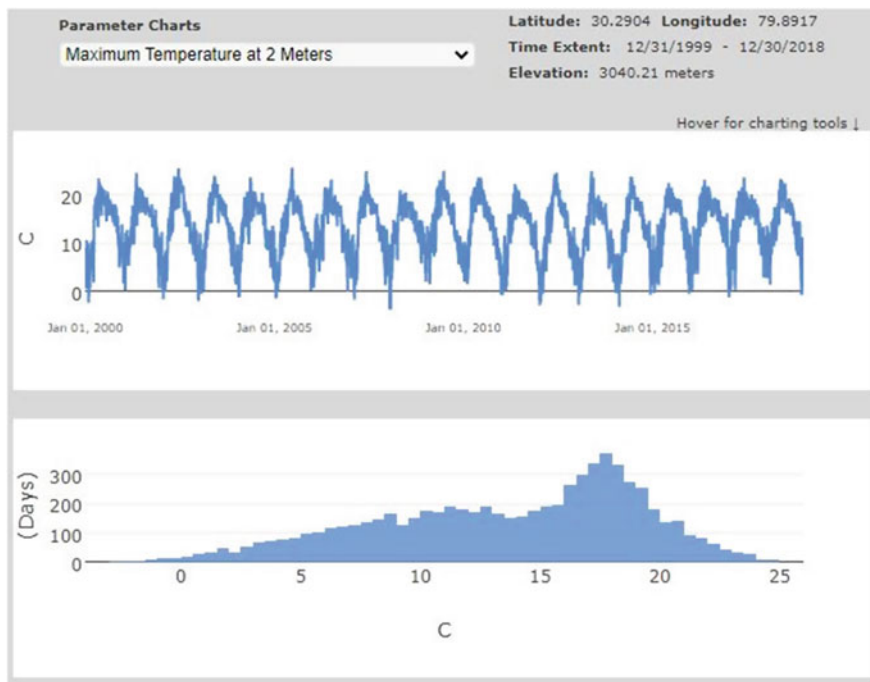 Parameter Charts
Maximum Temperature at 2 Meters
Latitude: 30.2904 Longitude: 79.8917
Time Extent: 12/31/1999 - 12/30/2018
Elevation: 3040.21 meters
Hover for charting tools ↓
20
10
0
C
Jan 01, 2000 Jan 01, 2005 Jan 01, 2010 Jan 01, 2015
300
200
100
0
(Days)
0 5 10 15 20 25
C